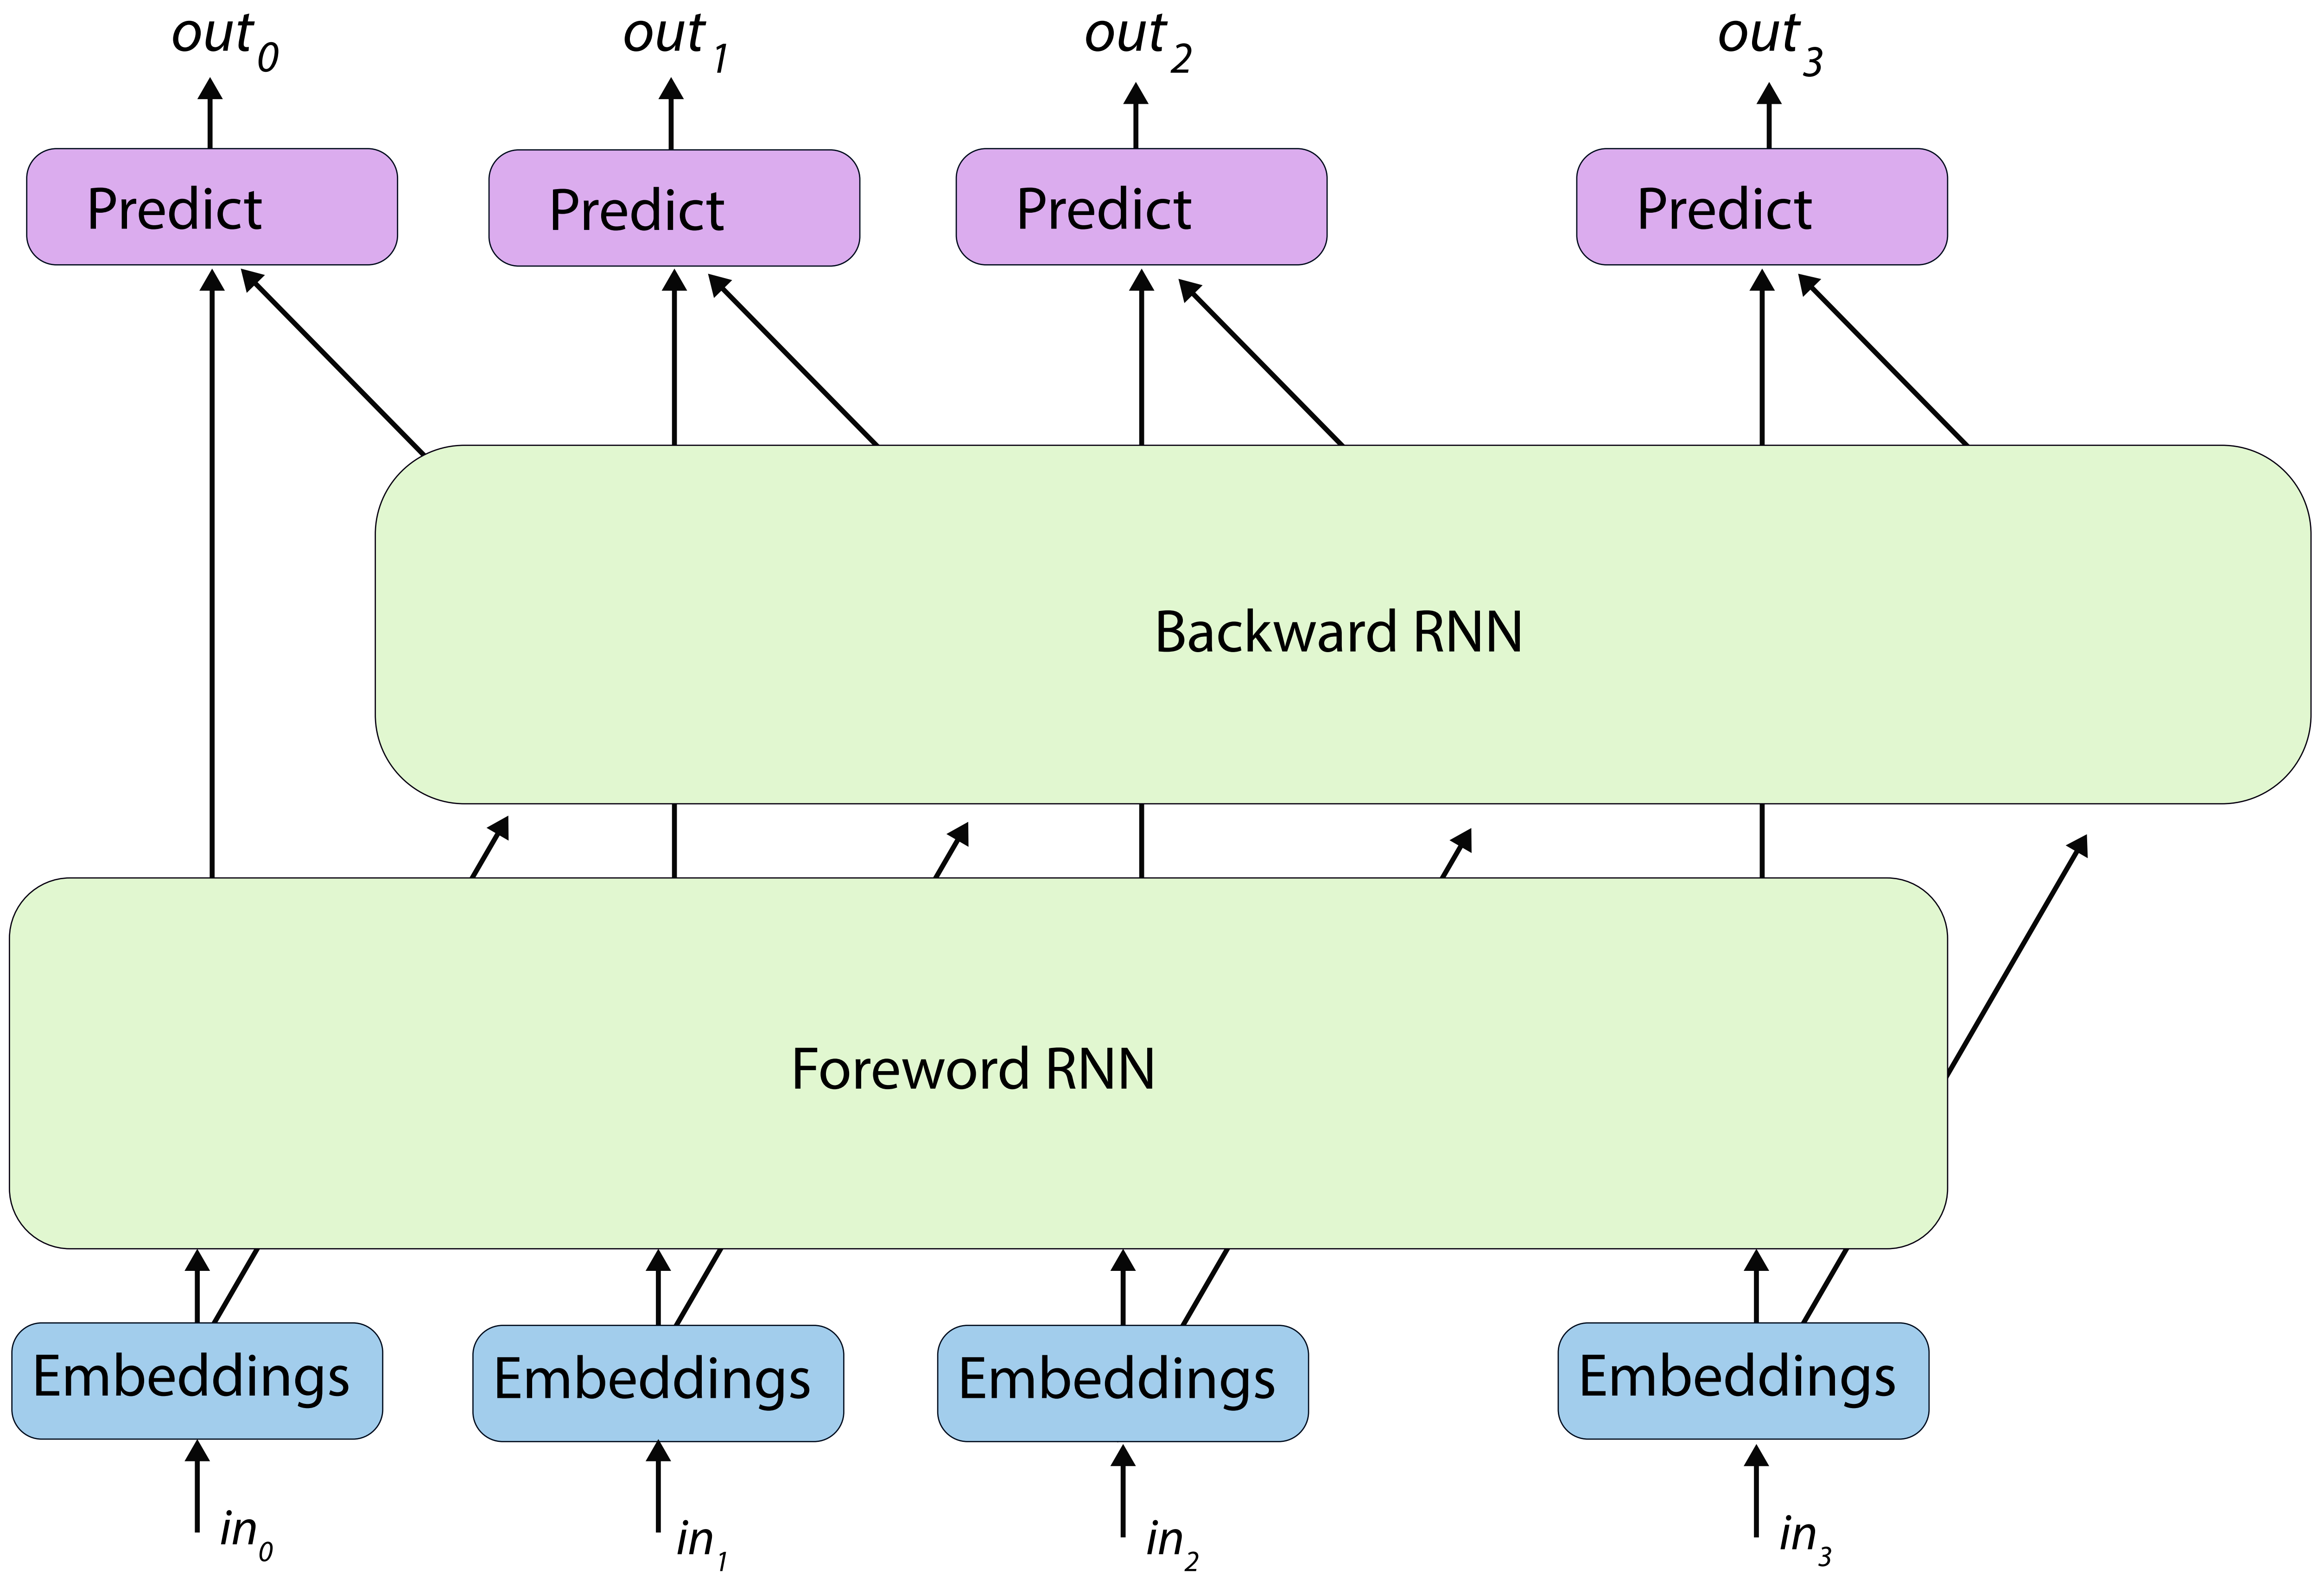 out0 out1 out2 out3
Predict Predict Predict Predict
Backward RNN
Foreword RNN
Embeddings Embeddings Embeddings Embeddings
in0 in1 in2 in3